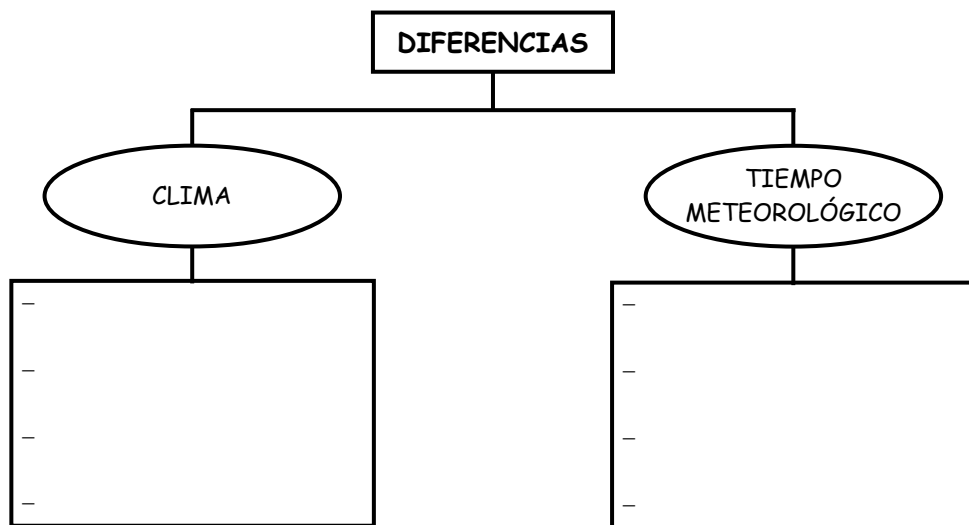 DIFERENCIAS
CLIMA
TIEMPO
METEOROLÓGICO
–
–
–
–
–
–
–
–